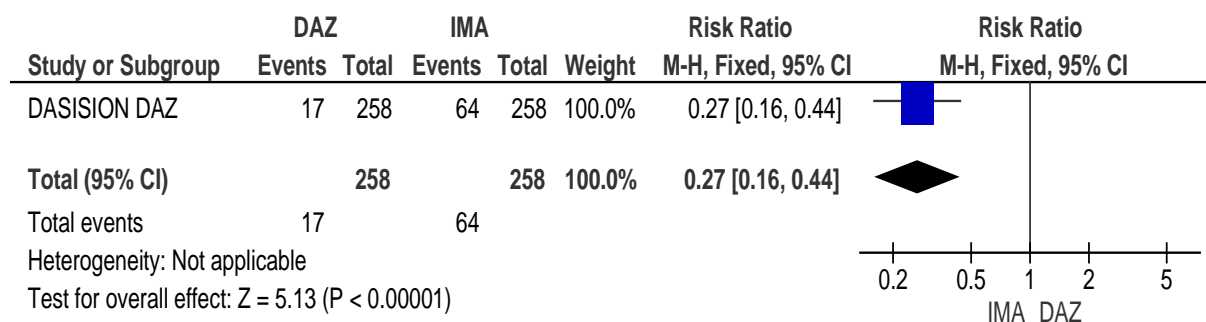 DAZ IMA Risk Ratio Risk Ratio
Study or Subgroup Events Total Events Total Weight M-H, Fixed, 95% CI M-H, Fixed, 95% CI
DASISION DAZ 17 258 64 258 100.0% 0.27 [0.16, 0.44]
Total (95% CI) 258 258 100.0% 0.27 [0.16, 0.44]
Total events 17 64
Heterogeneity: Not applicable
Test for overall effect: Z = 5.13 (P < 0.00001)
0.2 0.5 1 2 5
IMA DAZ